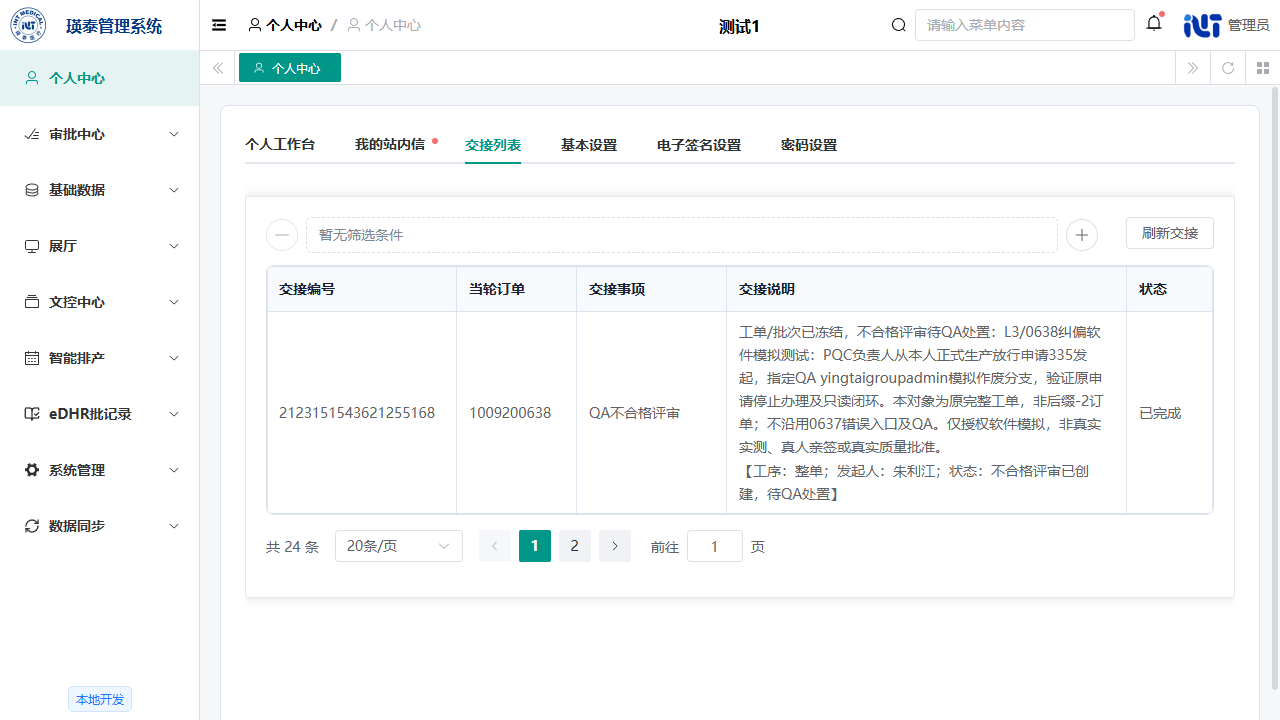 瑛泰管理系统
个人中心 / 个人中心
测试1
请输入菜单内容
管理员
个人中心
个人中心
审批中心
基础数据
展厅
文控中心
智能排产
eDHR批记录
系统管理
数据同步
本地开发
个人工作台 我的站内信 交接列表 基本设置 电子签名设置 密码设置
暂无筛选条件
刷新交接
交接编号 当轮订单 交接事项 交接说明 状态
2123151543621255168 1009200638 QA不合格评审
工单/批次已冻结，不合格评审待QA处置：L3/0638纠偏软
件模拟测试：PQC负责人从本人正式生产放行申请335发
起，指定QA yingtaigroupadmin模拟作废分支，验证原申
请停止办理及只读闭环。本对象为原完整工单，非后缀-2订
单；不沿用0637错误入口及QA。仅授权软件模拟，非真实
实测、真人亲签或真实质量批准。
【工序：整单；发起人：朱利江；状态：不合格评审已创
建，待QA处置】
已完成
共 24 条 20条/页 1 2 前往 1 页